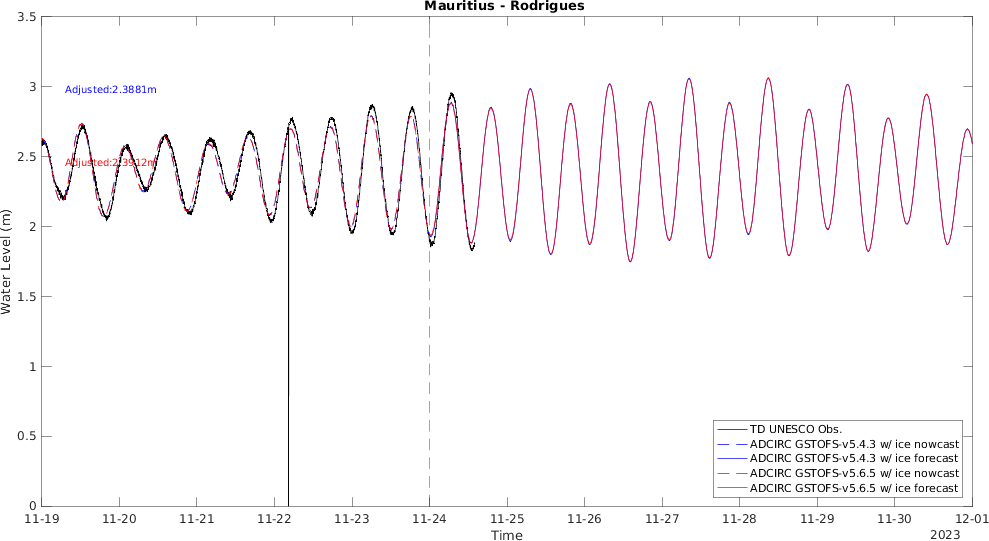 Mauritius - Rodrigues
3.5
3
2.5
2
1.5
1
0.5
0
Water Level (m)
Adjusted:2.3881m
Adjusted:2.3912m
TD UNESCO Obs.
ADCIRC GSTOFS-v5.4.3 w/ ice nowcast
ADCIRC GSTOFS-v5.4.3 w/ ice forecast
ADCIRC GSTOFS-v5.6.5 w/ ice nowcast
ADCIRC GSTOFS-v5.6.5 w/ ice forecast
11-19 11-20 11-21 11-22 11-23 11-24 11-25 11-26 11-27 11-28 11-29 11-30 12-01
Time
2023